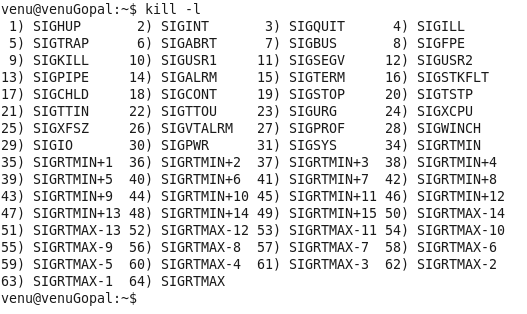 venu@venuGopal:~$ kill -l
 1) SIGHUP       2) SIGINT       3) SIGQUIT      4) SIGILL
 5) SIGTRAP      6) SIGABRT      7) SIGBUS       8) SIGFPE
 9) SIGKILL     10) SIGUSR1     11) SIGSEGV     12) SIGUSR2
13) SIGPIPE     14) SIGALRM     15) SIGTERM     16) SIGSTKFLT
17) SIGCHLD     18) SIGCONT     19) SIGSTOP     20) SIGTSTP
21) SIGTTIN     22) SIGTTOU     23) SIGURG      24) SIGXCPU
25) SIGXFSZ     26) SIGVTALRM   27) SIGPROF     28) SIGWINCH
29) SIGIO       30) SIGPWR      31) SIGSYS      34) SIGRTMIN
35) SIGRTMIN+1  36) SIGRTMIN+2  37) SIGRTMIN+3  38) SIGRTMIN+4
39) SIGRTMIN+5  40) SIGRTMIN+6  41) SIGRTMIN+7  42) SIGRTMIN+8
43) SIGRTMIN+9  44) SIGRTMIN+10 45) SIGRTMIN+11 46) SIGRTMIN+12
47) SIGRTMIN+13 48) SIGRTMIN+14 49) SIGRTMIN+15 50) SIGRTMAX-14
51) SIGRTMAX-13 52) SIGRTMAX-12 53) SIGRTMAX-11 54) SIGRTMAX-10
55) SIGRTMAX-9  56) SIGRTMAX-8  57) SIGRTMAX-7  58) SIGRTMAX-6
59) SIGRTMAX-5  60) SIGRTMAX-4  61) SIGRTMAX-3  62) SIGRTMAX-2
63) SIGRTMAX-1  64) SIGRTMAX
venu@venuGopal:~$